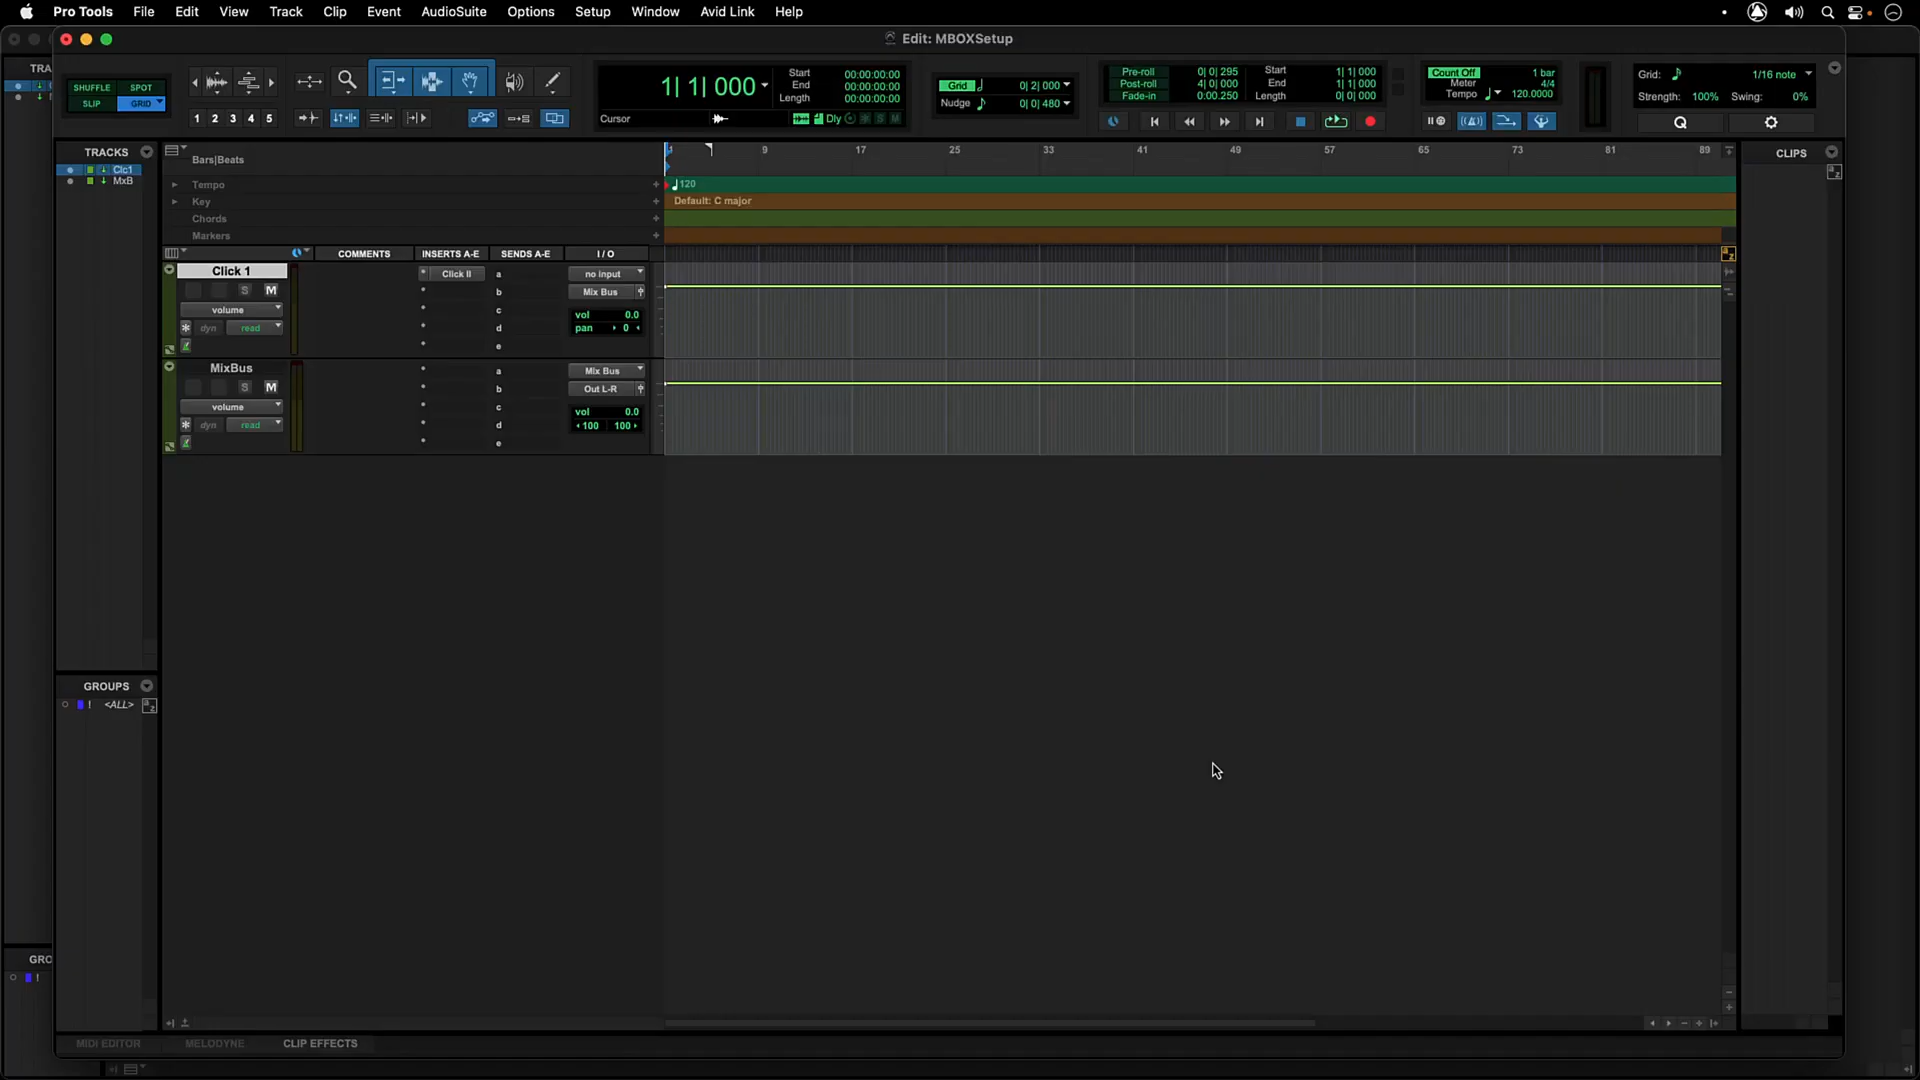 Pro Tools File Edit View Track Clip Event AudioSuite Options Setup Window Avid Link Help
Edit: MBOXSetup
TRA
SHUFFLE SPOT
SLIP GRID
1 2 3 4 5
1| 1| 000
Start 00:00:00:00
End 00:00:00:00
Length 00:00:00:00
Cursor Dly S M
Grid 0| 2| 000
Nudge 0| 0| 480
Pre-roll 0| 0| 295
Post-roll 4| 0| 000
Fade-in 0:00.250
Start 1| 1| 000
End 1| 1| 000
Length 0| 0| 000
Count Off 1 bar
Meter 4/4
Tempo 120.0000
Grid: 1/16 note
Strength: 100% Swing: 0%
Q
TRACKS
Clc1
MxB
Bars|Beats
1 9 17 25 33 41 49 57 65 73 81 89
Tempo 120
Key Default: C major
Chords
Markers
CLIPS
COMMENTS INSERTS A-E SENDS A-E I / O
Click 1
S M
volume
dyn read
Click II
a
b
c
d
e
no input
Mix Bus
vol 0.0
pan 0
MixBus
S M
volume
dyn read
a
b
c
d
e
Mix Bus
Out L-R
vol 0.0
100 100
GROUPS
! <ALL>
GRO
!
MIDI EDITOR MELODYNE CLIP EFFECTS